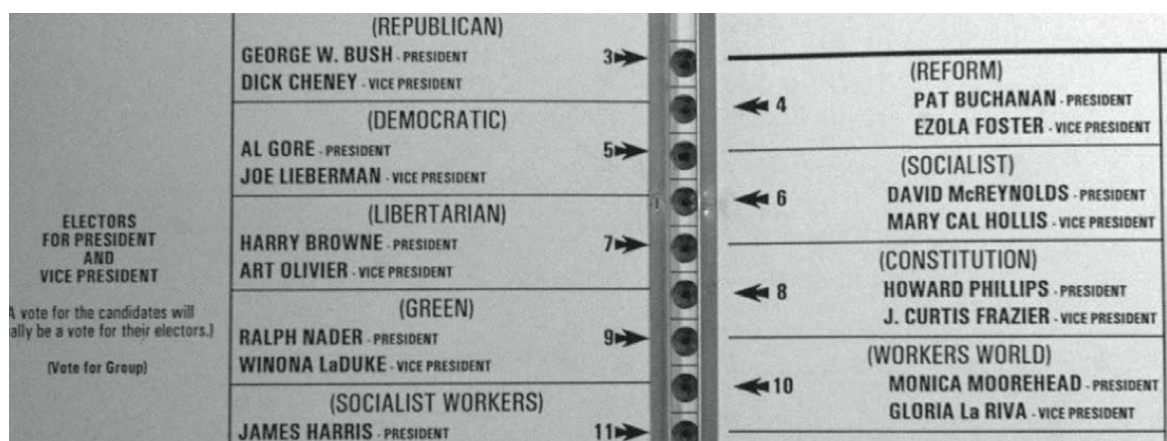 ELECTORS
FOR PRESIDENT
AND
VICE PRESIDENT
A vote for the candidates will
ally be a vote for their electors.)
(Vote for Group)
(REPUBLICAN)
GEORGE W. BUSH - PRESIDENT 3
DICK CHENEY - VICE PRESIDENT
(DEMOCRATIC)
AL GORE - PRESIDENT 5
JOE LIEBERMAN - VICE PRESIDENT
(LIBERTARIAN)
HARRY BROWNE - PRESIDENT 7
ART OLIVIER - VICE PRESIDENT
(GREEN)
RALPH NADER - PRESIDENT 9
WINONA LaDUKE - VICE PRESIDENT
(SOCIALIST WORKERS)
JAMES HARRIS - PRESIDENT 11
(REFORM)
4 PAT BUCHANAN - PRESIDENT
EZOLA FOSTER - VICE PRESIDENT
(SOCIALIST)
6 DAVID McREYNOLDS - PRESIDENT
MARY CAL HOLLIS - VICE PRESIDENT
(CONSTITUTION)
8 HOWARD PHILLIPS - PRESIDENT
J. CURTIS FRAZIER - VICE PRESIDENT
(WORKERS WORLD)
10 MONICA MOOREHEAD - PRESIDENT
GLORIA La RIVA - VICE PRESIDENT